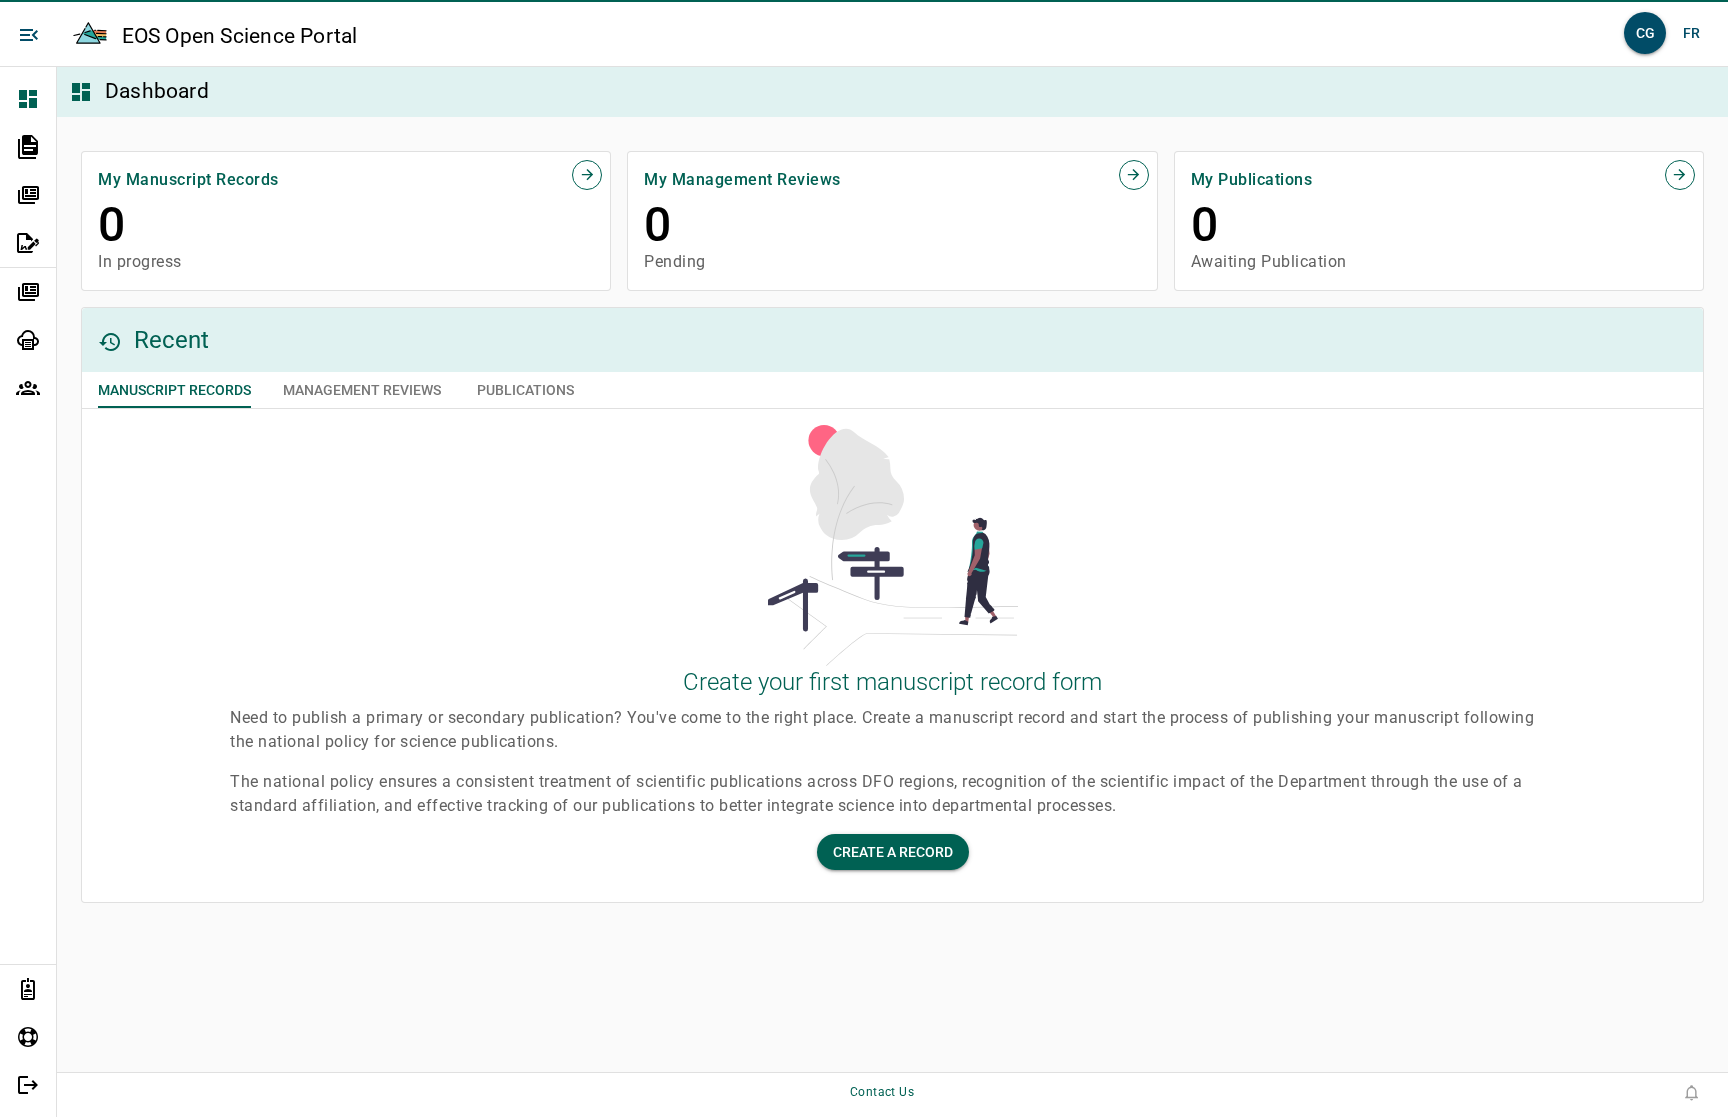 EOS Open Science Portal
CG
FR
Dashboard
My Manuscript Records
0
In progress
My Management Reviews
0
Pending
My Publications
0
Awaiting Publication
Recent
MANUSCRIPT RECORDS
MANAGEMENT REVIEWS
PUBLICATIONS
Create your first manuscript record form
Need to publish a primary or secondary publication? You've come to the right place. Create a manuscript record and start the process of publishing your manuscript following
the national policy for science publications.
The national policy ensures a consistent treatment of scientific publications across DFO regions, recognition of the scientific impact of the Department through the use of a
standard affiliation, and effective tracking of our publications to better integrate science into departmental processes.
CREATE A RECORD
Contact Us